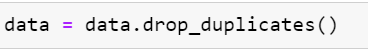 data = data.drop_duplicates()